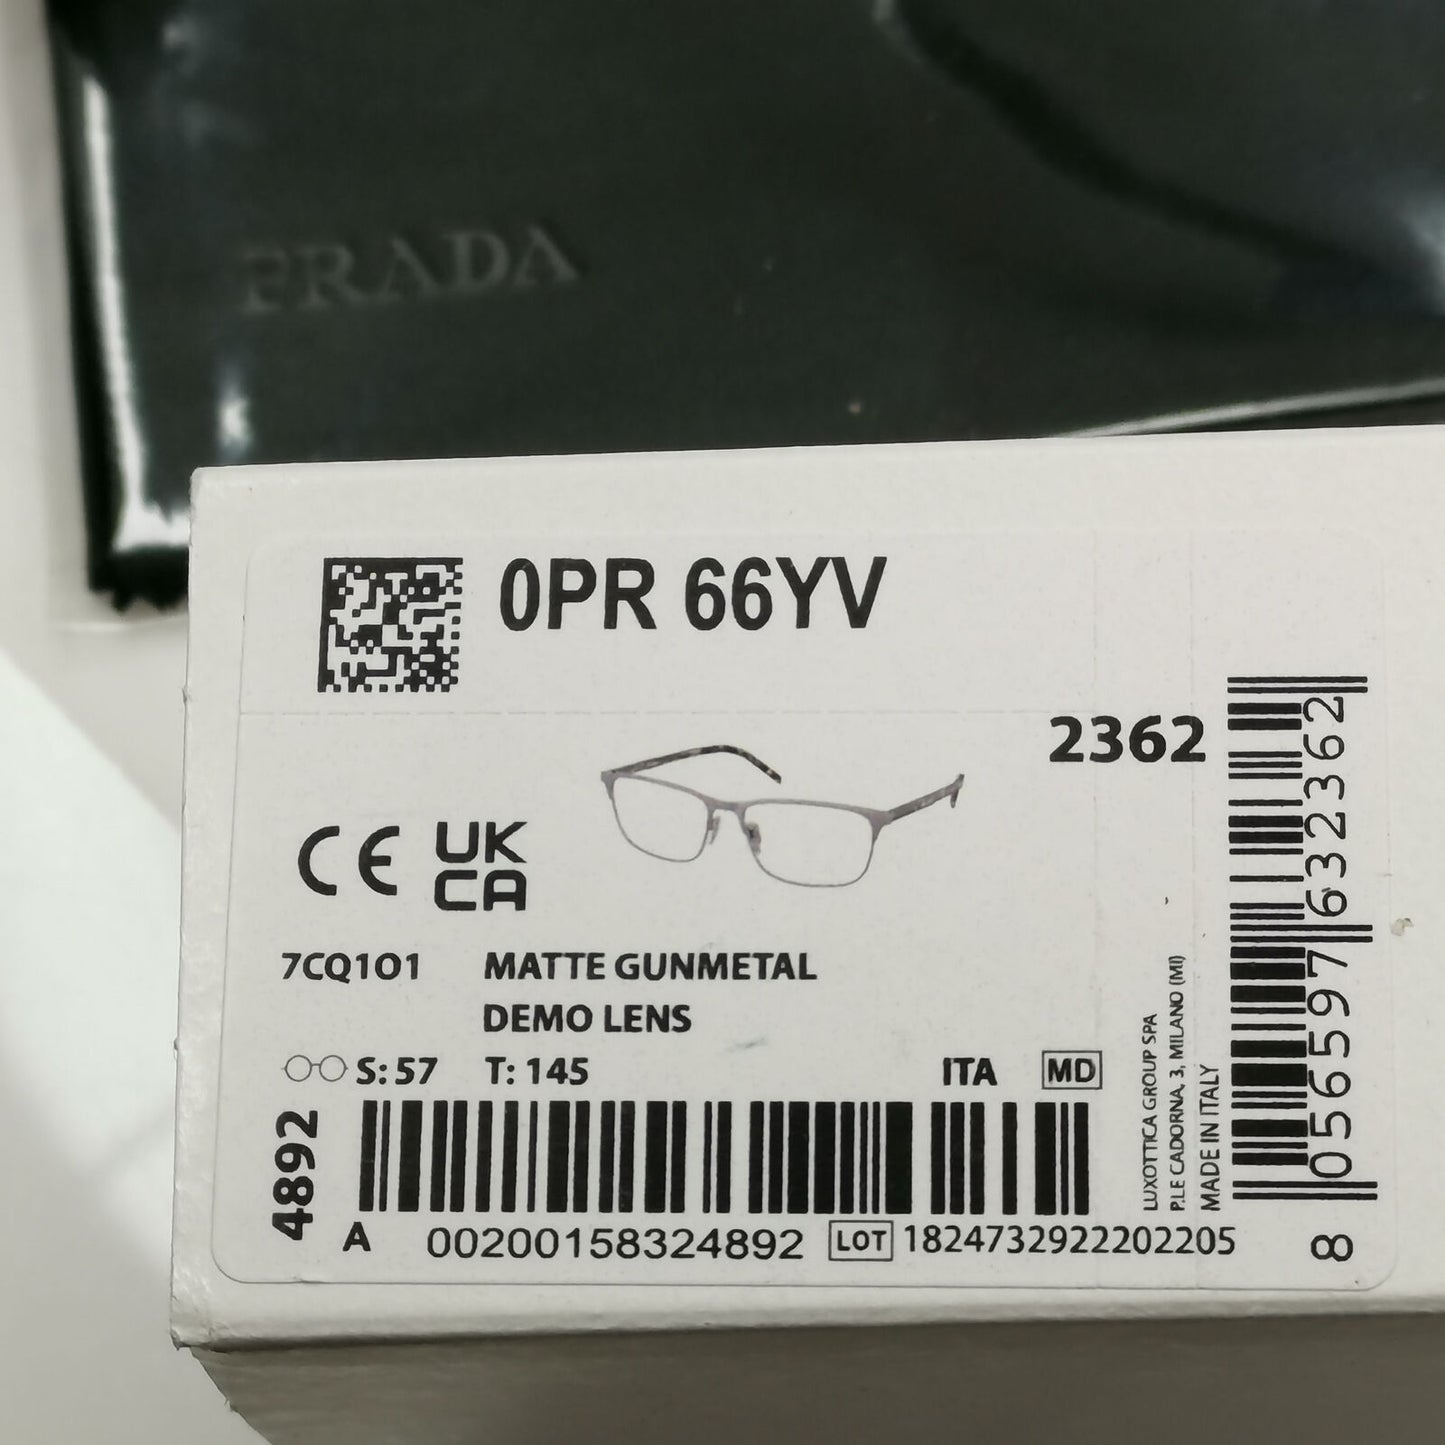 PRADA
0PR 66YV
2362
CE UK
CA
7CQ1O1 MATTE GUNMETAL
DEMO LENS
S: 57 T: 145 ITA MD
4892
A 00200158324892 LOT 1824732922202205
LUXOTTICA GROUP SPA
P.LE CADORNA, 3, MILANO (MI)
MADE IN ITALY
8 056597 632362